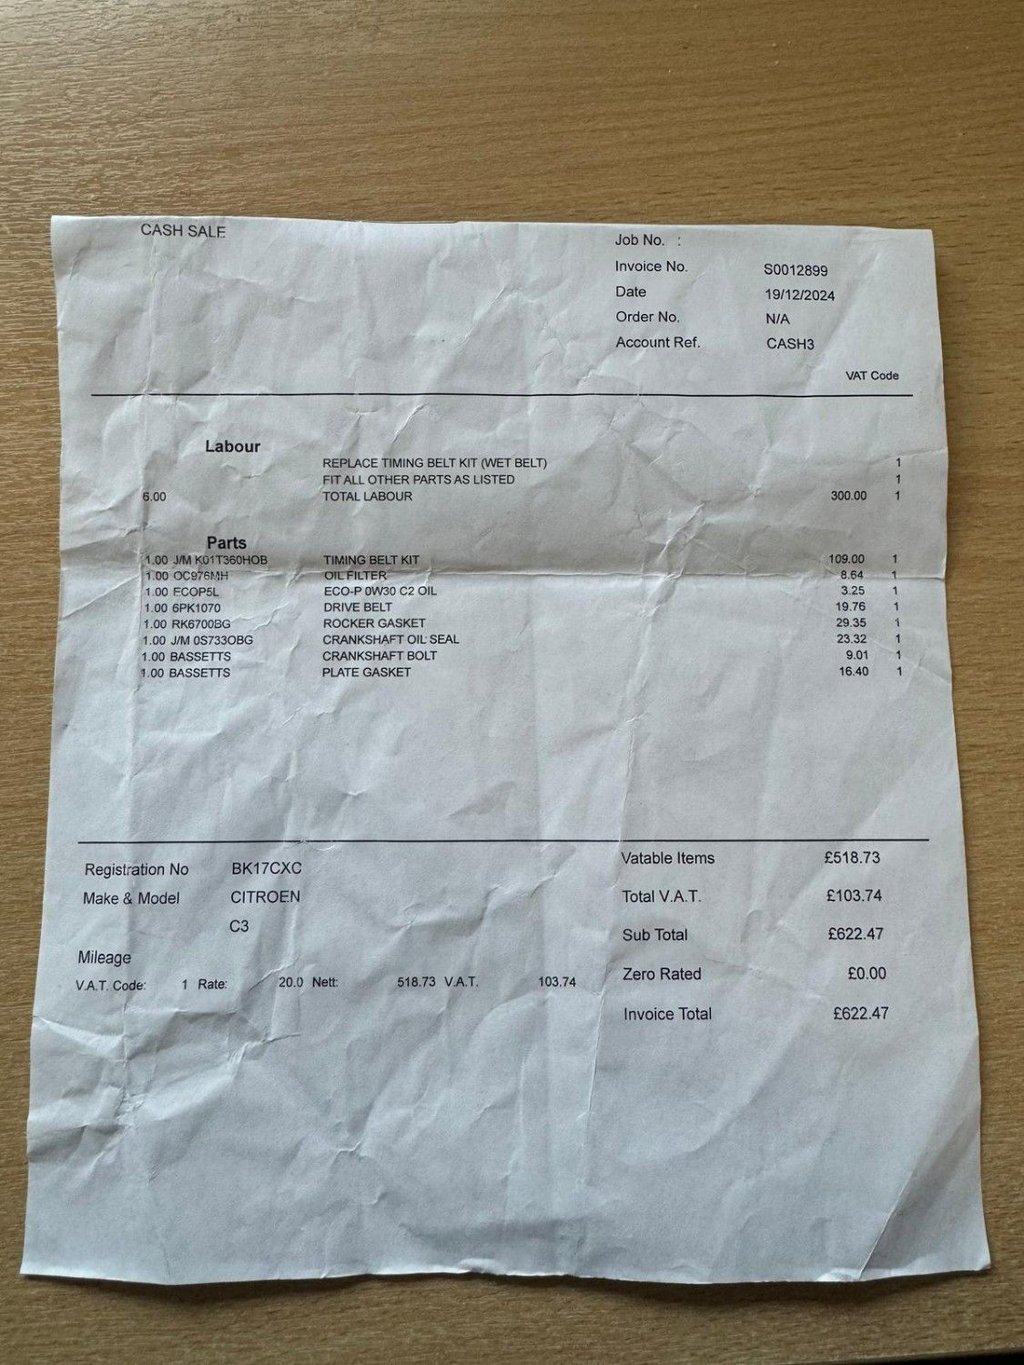 CASH SALE
Job No. :
Invoice No. S0012899
Date 19/12/2024
Order No. N/A
Account Ref. CASH3
VAT Code
Labour
REPLACE TIMING BELT KIT (WET BELT) 1
FIT ALL OTHER PARTS AS LISTED 1
6.00 TOTAL LABOUR 300.00 1
Parts
1.00 J/M K01T360HOB TIMING BELT KIT 109.00 1
1.00 OC976MH OIL FILTER 8.64 1
1.00 ECOP5L ECO-P 0W30 C2 OIL 3.25 1
1.00 6PK1070 DRIVE BELT 19.76 1
1.00 RK6700BG ROCKER GASKET 29.35 1
1.00 J/M 0S733OBG CRANKSHAFT OIL SEAL 23.32 1
1.00 BASSETTS CRANKSHAFT BOLT 9.01 1
1.00 BASSETTS PLATE GASKET 16.40 1
Registration No BK17CXC
Make & Model CITROEN
C3
Mileage
V.A.T. Code: 1 Rate: 20.0 Nett: 518.73 V.A.T. 103.74
Vatable Items £518.73
Total V.A.T. £103.74
Sub Total £622.47
Zero Rated £0.00
Invoice Total £622.47